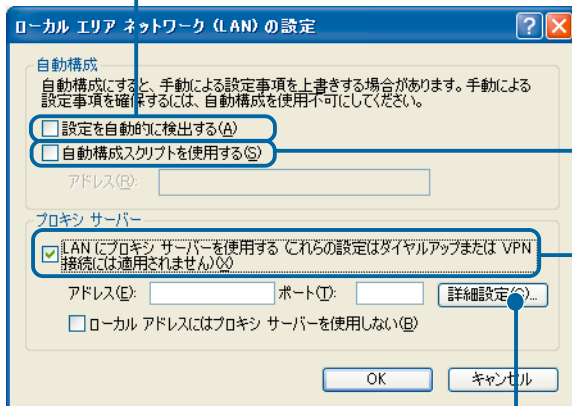 ローカル エリア ネットワーク (LAN) の設定
自動構成
自動構成にすると、手動による設定事項を上書きする場合があります。手動による
設定事項を確保するには、自動構成を使用不可にしてください。
設定を自動的に検出する(A)
自動構成スクリプトを使用する(S)
アドレス(R):
プロキシ サーバー
LAN にプロキシ サーバーを使用する (これらの設定はダイヤルアップまたは VPN
接続には適用されません)(X)
アドレス(E): ポート(T): 詳細設定(C)...
ローカル アドレスにはプロキシ サーバーを使用しない(B)
OK キャンセル